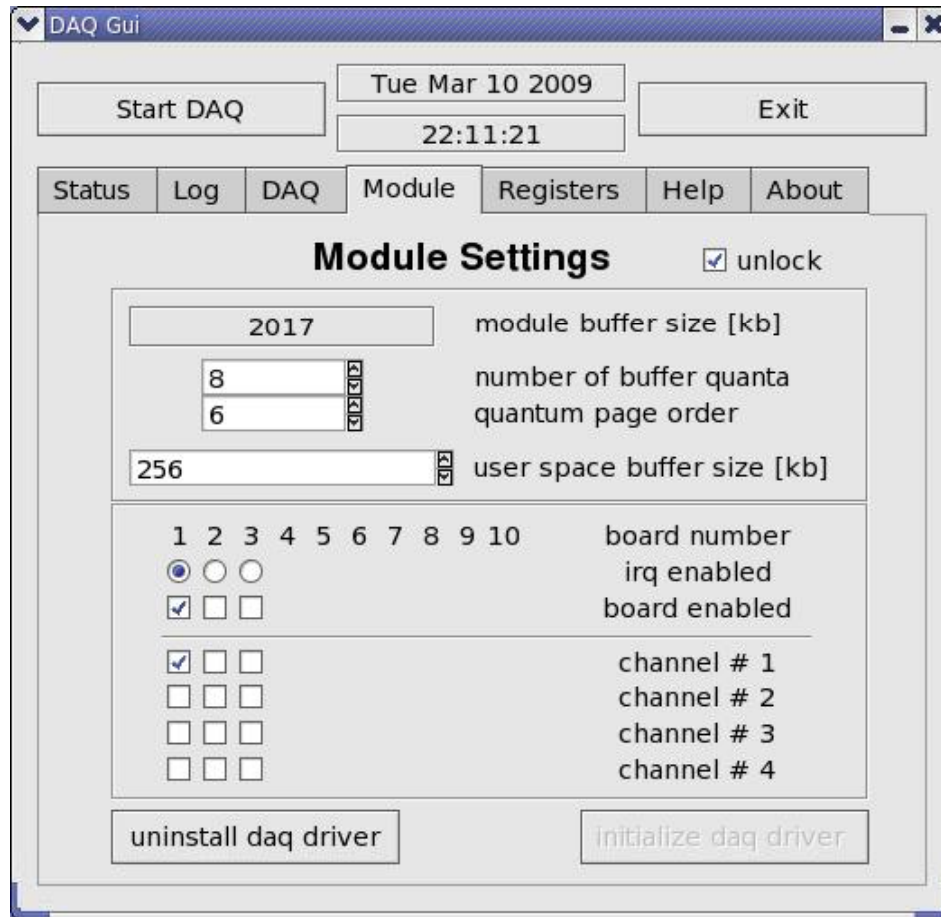 DAQ Gui
Start DAQ
Tue Mar 10 2009
22:11:21
Exit
Status Log DAQ Module Registers Help About
Module Settings
unlock
2017 module buffer size [kb]
8 number of buffer quanta
6 quantum page order
256 user space buffer size [kb]
1 2 3 4 5 6 7 8 9 10 board number
irq enabled
board enabled
channel # 1
channel # 2
channel # 3
channel # 4
uninstall daq driver initialize daq driver